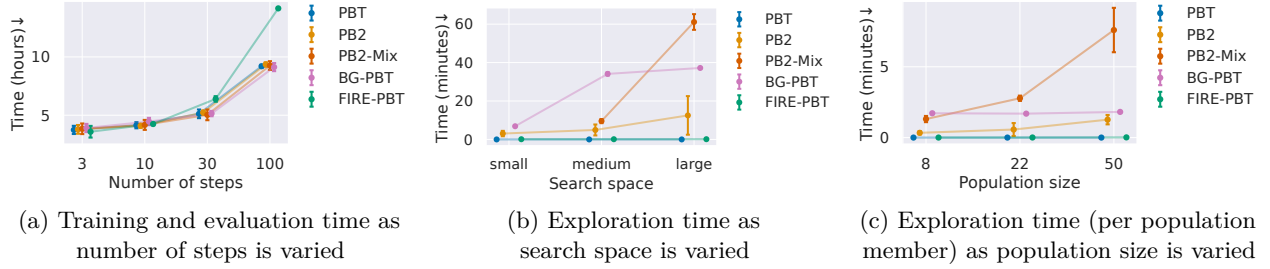 Time (hours)↓
10
5
3
10
30
100
Number of steps
PBT
PB2
PB2-Mix
BG-PBT
FIRE-PBT
(a) Training and evaluation time as
number of steps is varied
Time (minutes)↓
60
40
20
0
small
medium
large
Search space
PBT
PB2
PB2-Mix
BG-PBT
FIRE-PBT
(b) Exploration time as
search space is varied
Time (minutes)↓
5
0
8
22
50
Population size
PBT
PB2
PB2-Mix
BG-PBT
FIRE-PBT
(c) Exploration time (per population
member) as population size is varied